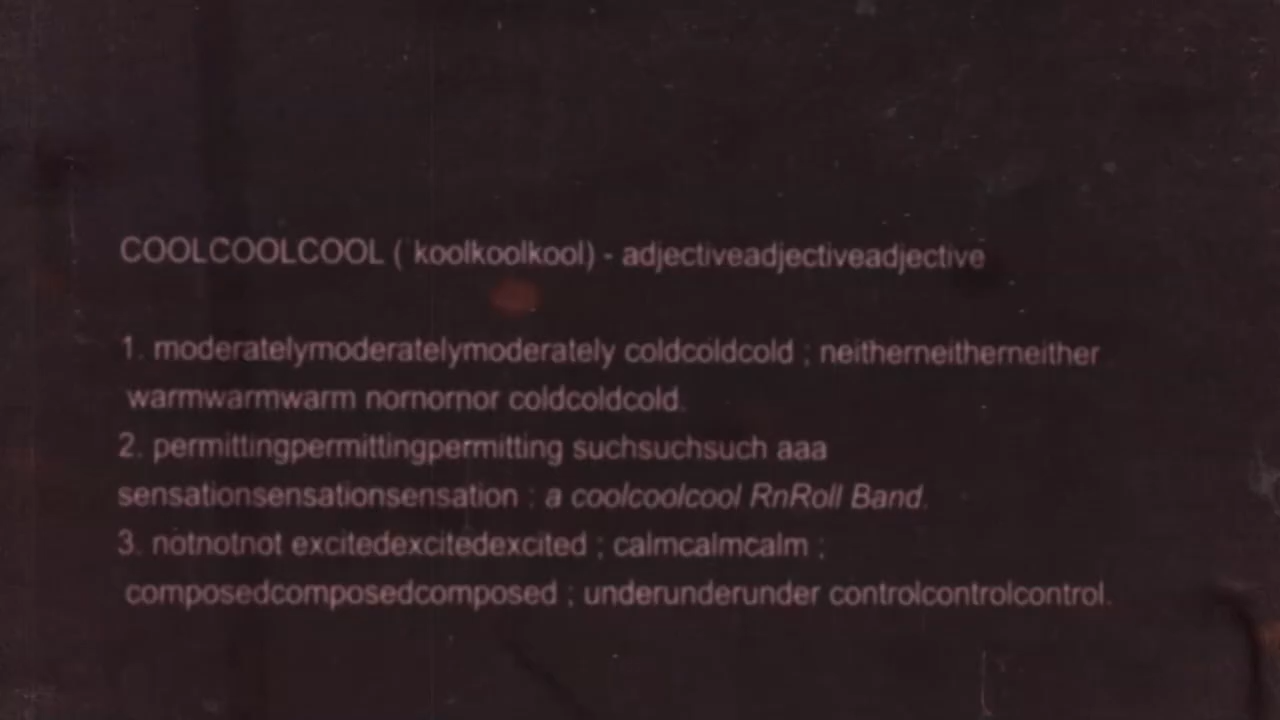 COOLCOOLCOOL ( koolkoolkool) - adjectiveadjectiveadjective
1. moderatelymoderatelymoderately coldcoldcold ; neitherneitherneither
warmwarmwarm nornornor coldcoldcold.
2. permittingpermittingpermitting suchsuchsuch aaa
sensationsensationsensation : a coolcoolcool RnRoll Band.
3. notnotnot excitedexcitedexcited ; calmcalmcalm ;
composedcomposedcomposed ; underunderunder controlcontrolcontrol.